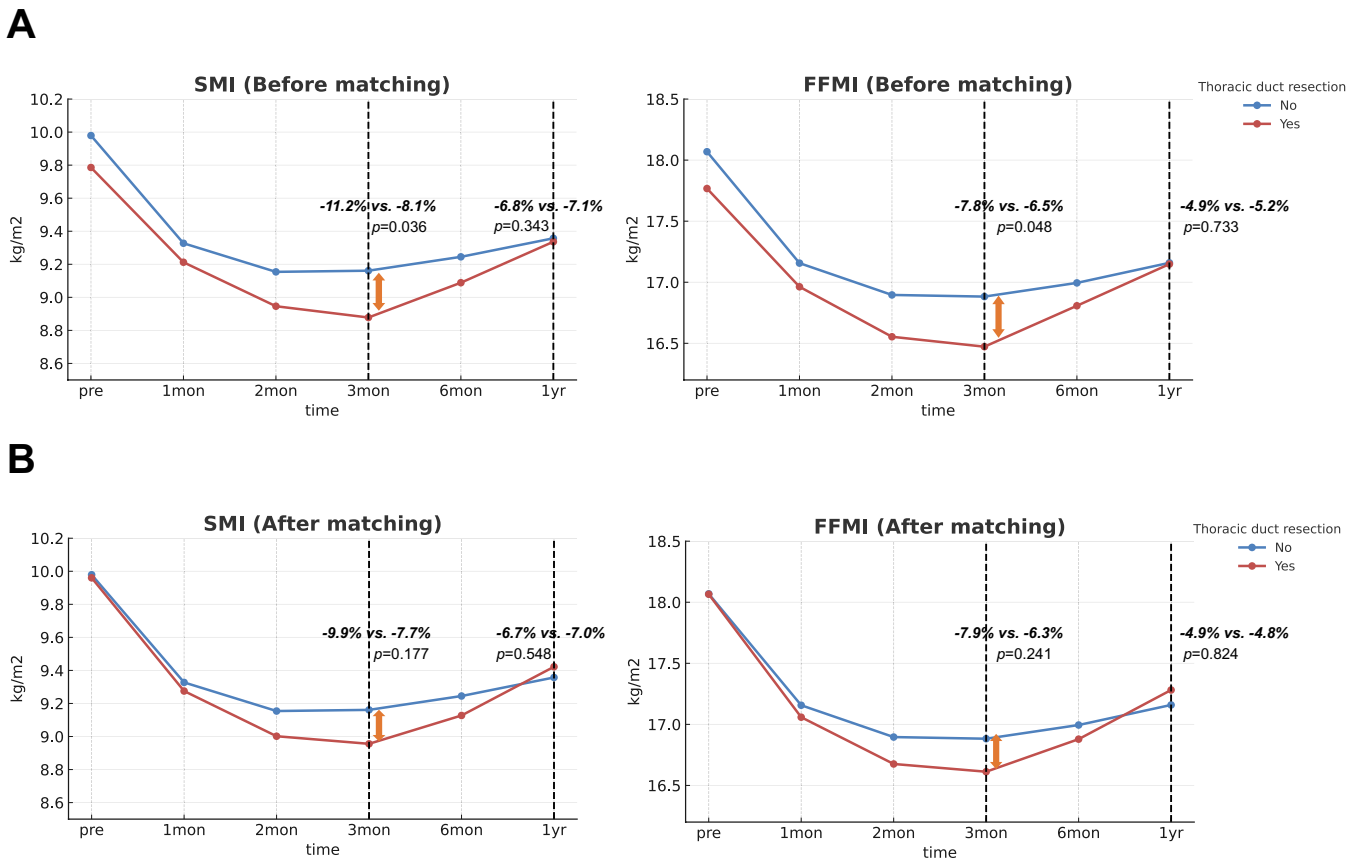 A
SMI (Before matching)
kg/m2
10.2
10.0
9.8
9.6
9.4
9.2
9.0
8.8
8.6
-11.2% vs. -8.1%
p=0.036
-6.8% vs. -7.1%
p=0.343
pre 1mon 2mon 3mon 6mon 1yr
time
FFMI (Before matching)
kg/m2
18.5
18.0
17.5
17.0
16.5
-7.8% vs. -6.5%
p=0.048
-4.9% vs. -5.2%
p=0.733
pre 1mon 2mon 3mon 6mon 1yr
time
Thoracic duct resection
No
Yes
B
SMI (After matching)
kg/m2
10.2
10.0
9.8
9.6
9.4
9.2
9.0
8.8
8.6
-9.9% vs. -7.7%
p=0.177
-6.7% vs. -7.0%
p=0.548
pre 1mon 2mon 3mon 6mon 1yr
time
FFMI (After matching)
kg/m2
18.5
18.0
17.5
17.0
16.5
-7.9% vs. -6.3%
p=0.241
-4.9% vs. -4.8%
p=0.824
pre 1mon 2mon 3mon 6mon 1yr
time
Thoracic duct resection
No
Yes